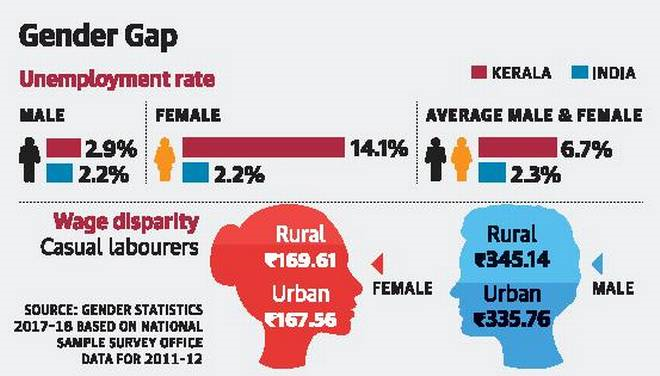 Gender Gap
Unemployment rate
KERALA
INDIA
MALE
2.9%
2.2%
FEMALE
14.1%
2.2%
AVERAGE MALE & FEMALE
6.7%
2.3%
Wage disparity
Casual labourers
Rural
₹169.61
Urban
₹167.56
FEMALE
Rural
₹345.14
Urban
₹335.76
MALE
SOURCE: GENDER STATISTICS
2017-18 BASED ON NATIONAL
SAMPLE SURVEY OFFICE
DATA FOR 2011-12